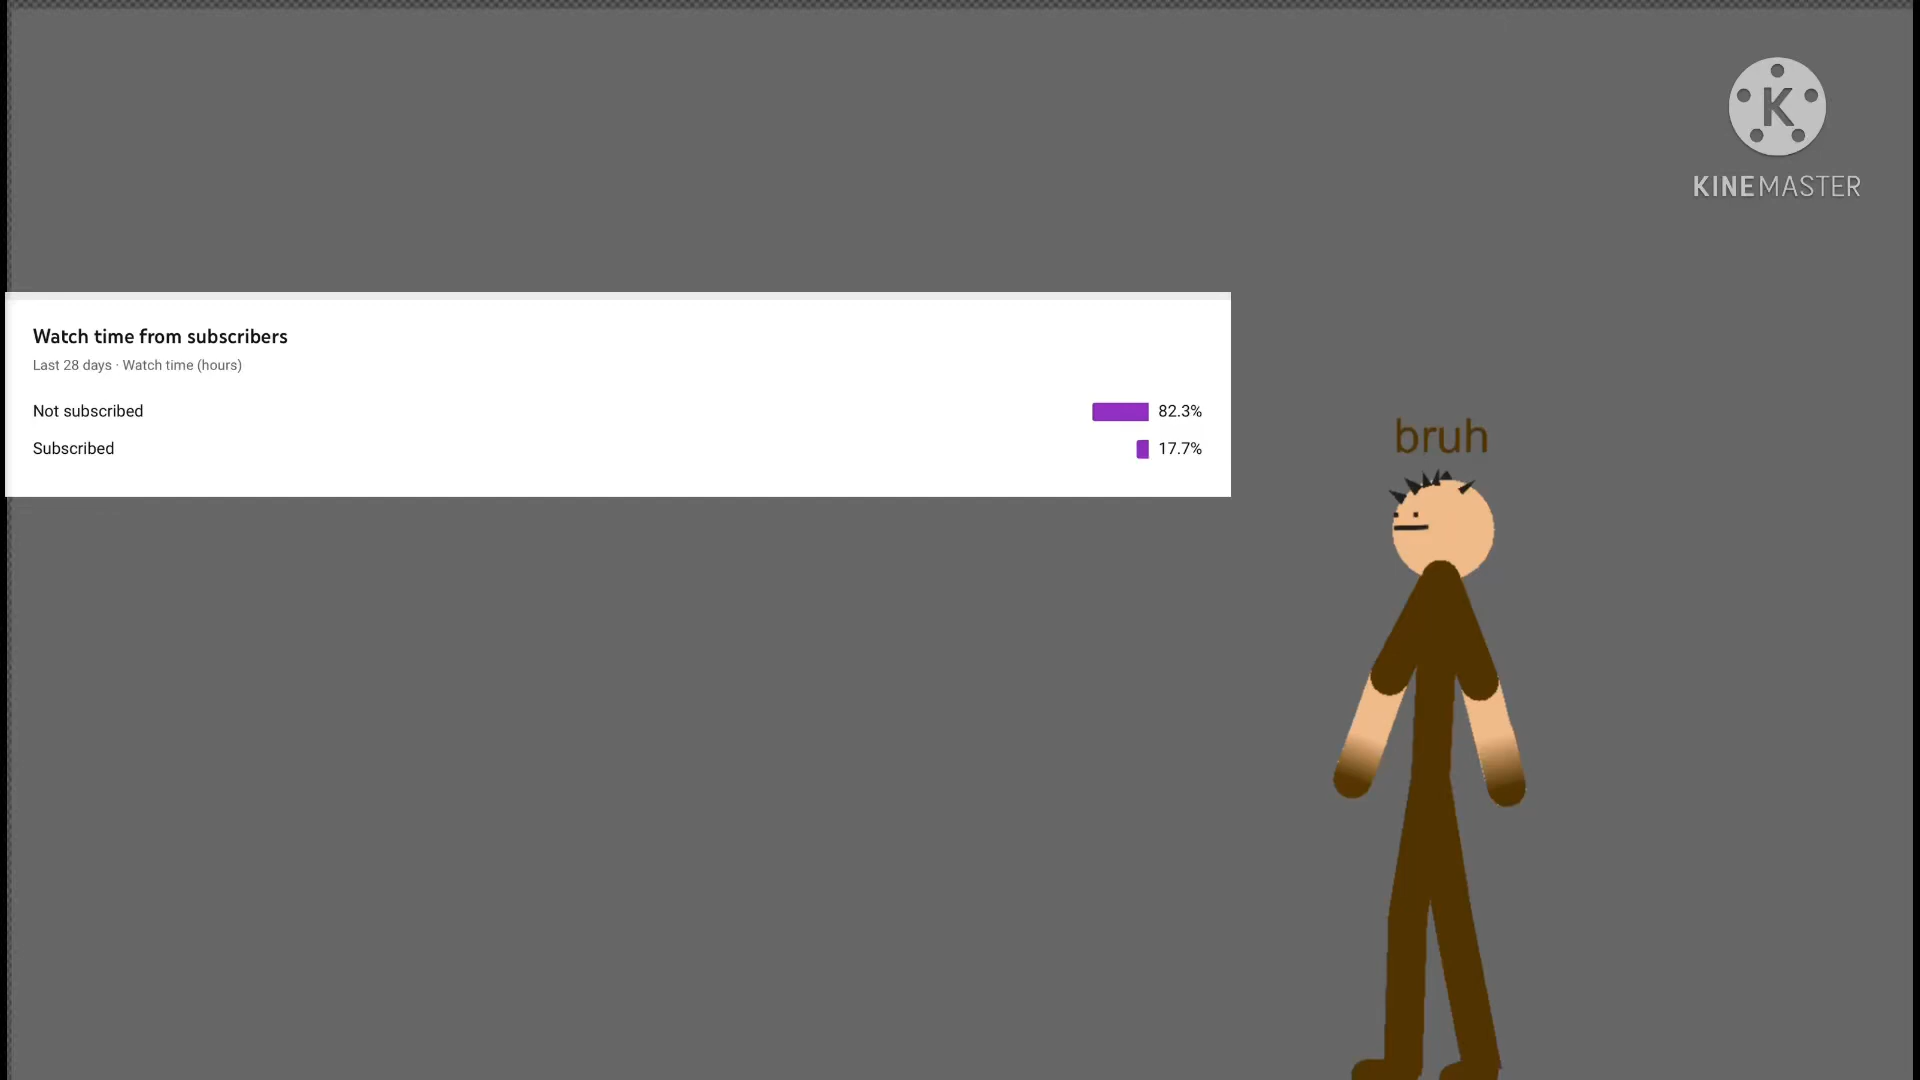 K
KINEMASTER
Watch time from subscribers
Last 28 days · Watch time (hours)
Not subscribed 82.3%
Subscribed 17.7%
bruh